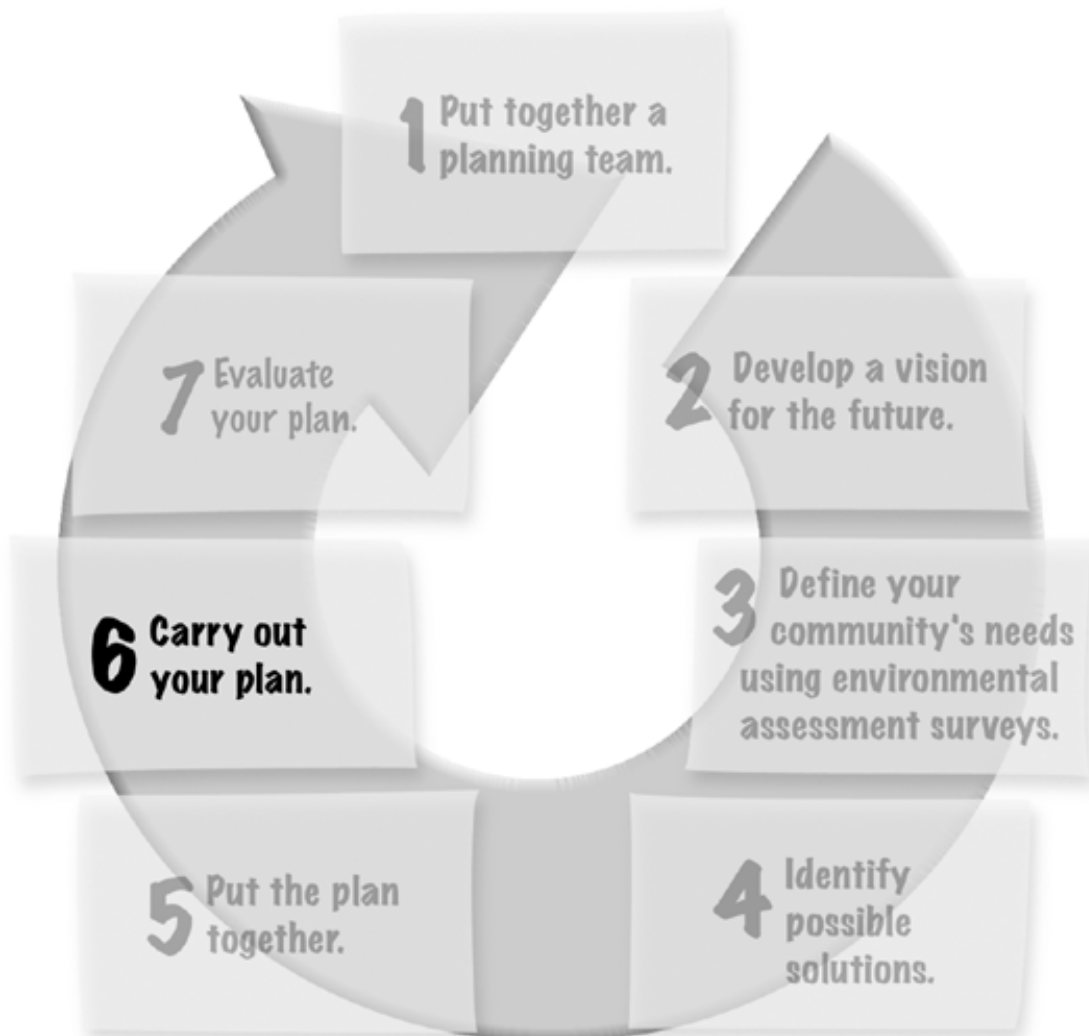 1 Put together a
planning team.
2 Develop a vision
for the future.
3 Define your
community's needs
using environmental
assessment surveys.
4 Identify
possible
solutions.
5 Put the plan
together.
6 Carry out
your plan.
7 Evaluate
your plan.